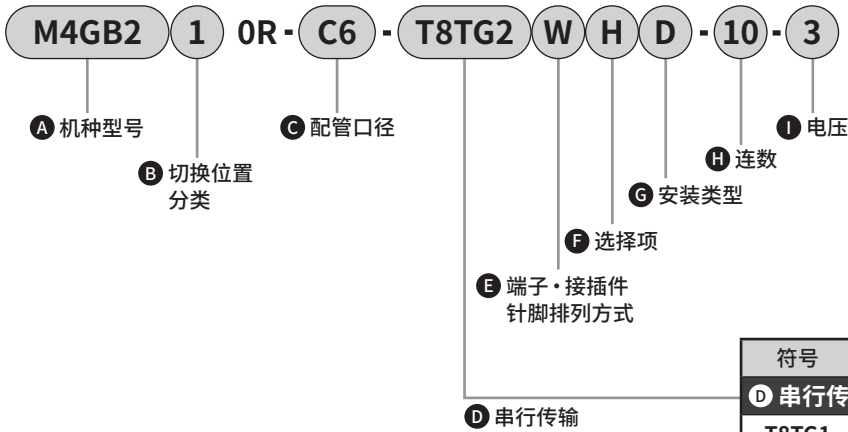 M4GB2 1 0R - C6 - T8TG2 W H D - 10 - 3
A 机种型号
C 配管口径
I 电压
B 切换位置
分类
H 连数
G 安装类型
F 选择项
E 端子・接插件
针脚排列方式
符号
D 串行传
D 串行传输
T8TG1